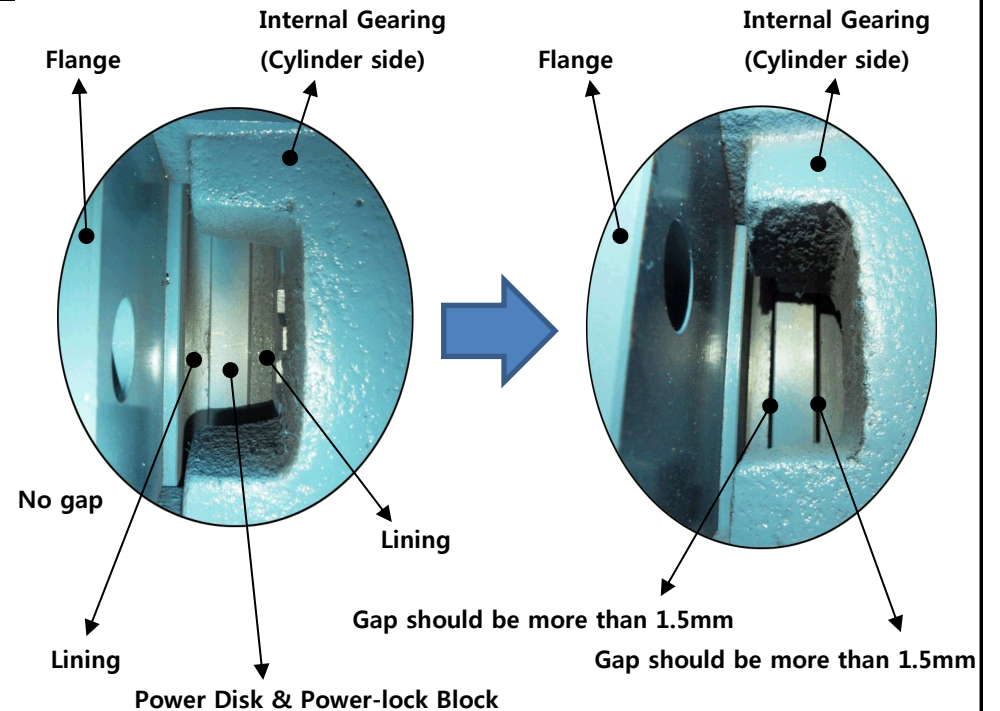 Internal Gearing
(Cylinder side)
Flange
Internal Gearing
(Cylinder side)
Flange
No gap
Lining
Lining
Power Disk & Power-lock Block
Gap should be more than 1.5mm
Gap should be more than 1.5mm